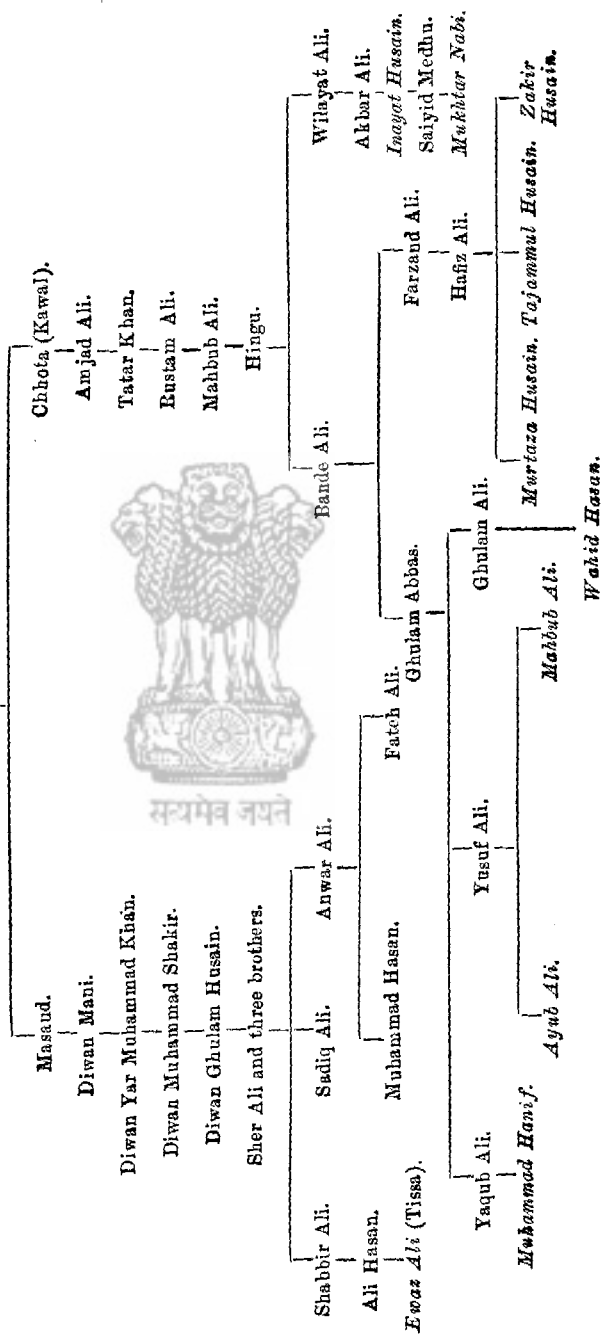 Masaud.
Diwan Mani.
Diwan Yar Muhammad Khan.
Diwan Muhammad Shakir.
Diwan Ghulam Husain.
Sher Ali and three brothers.
Shabbir Ali.
Sadiq Ali.
Anwar Ali.
Ali Hasan.
Ewaz Ali (Tissa).
Muhammad Hasan.
Fateh Ali.
Chhota (Kawal).
Amjad Ali.
Tatar Khan.
Rustam Ali.
Mahbub Ali.
Hingu.
Bande Ali.
Wilayat Ali.
Akbar Ali.
Inayat Husain.
Saiyid Medhu.
Mukhtar Nabi.
Ghulam Abbas.
Farzand Ali.
Hafiz Ali.
Murtaza Husain.
Tajammul Husain.
Zakir
Husain.
Yaqub Ali.
Yusuf Ali.
Ghulam Ali.
Muhammad Hanif.
Ayub Ali.
Mahbub Ali.
Wahid Hasan.
सत्यमेव जयते